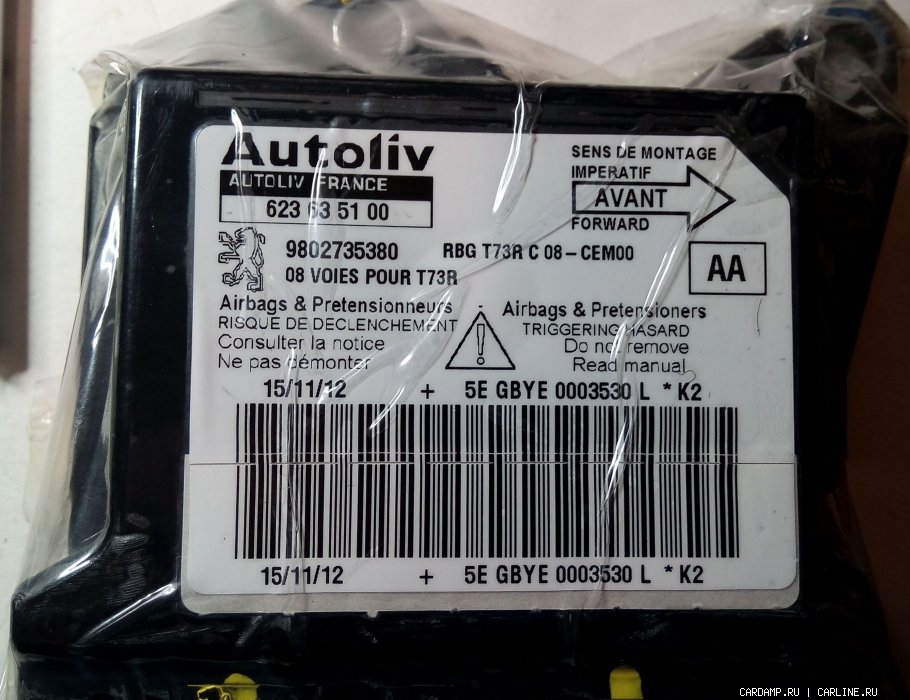 Autoliv
AUTOLIV FRANCE
623 63 51 00
SENS DE MONTAGE
IMPERATIF
AVANT
FORWARD
9802735380 RBG T73R C 08-CEM00
08 VOIES POUR T73R
AA
Airbags & Pretensionneurs
RISQUE DE DECLENCHEMENT
Consulter la notice
Ne pas démonter
Airbags & Pretensioners
TRIGGERING HASARD
Do not remove
Read manual
15/11/12 + 5E GBYE 0003530 L * K2
15/11/12 + 5E GBYE 0003530 L * K2
CARDAMP.RU | CARLINE.RU